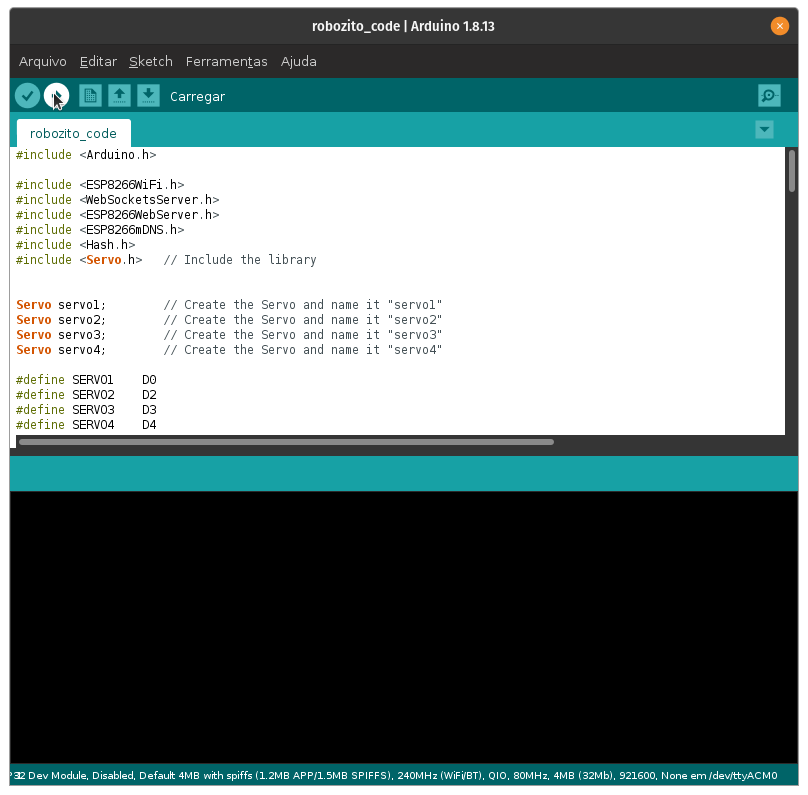 robozito_code | Arduino 1.8.13
Arquivo Editar Sketch Ferramentas Ajuda
Carregar
robozito_code
#include <Arduino.h>
#include <ESP8266WiFi.h>
#include <WebSocketsServer.h>
#include <ESP8266WebServer.h>
#include <ESP8266mDNS.h>
#include <Hash.h>
#include <Servo.h>   // Include the library
Servo servo1;        // Create the Servo and name it "servo1"
Servo servo2;        // Create the Servo and name it "servo2"
Servo servo3;        // Create the Servo and name it "servo3"
Servo servo4;        // Create the Servo and name it "servo4"
#define SERVO1    D0
#define SERVO2    D2
#define SERVO3    D3
#define SERVO4    D4
Dev Module, Disabled, Default 4MB with spiffs (1.2MB APP/1.5MB SPIFFS), 240MHz (WiFi/BT), QIO, 80MHz, 4MB (32Mb), 921600, None em /dev/ttyACM0